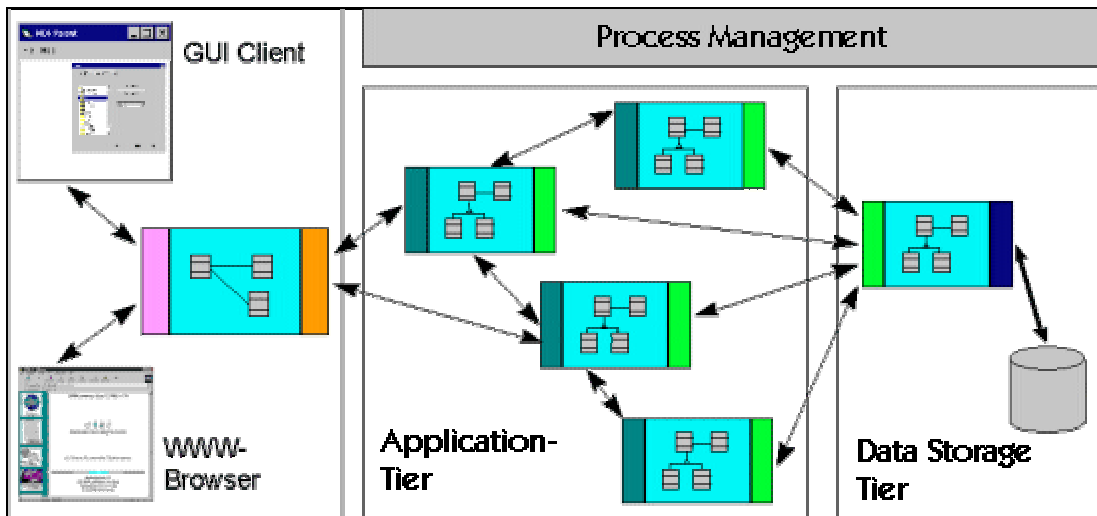 GUI Client
Process Management
WWW-
Browser
Application-
Tier
Data Storage
Tier